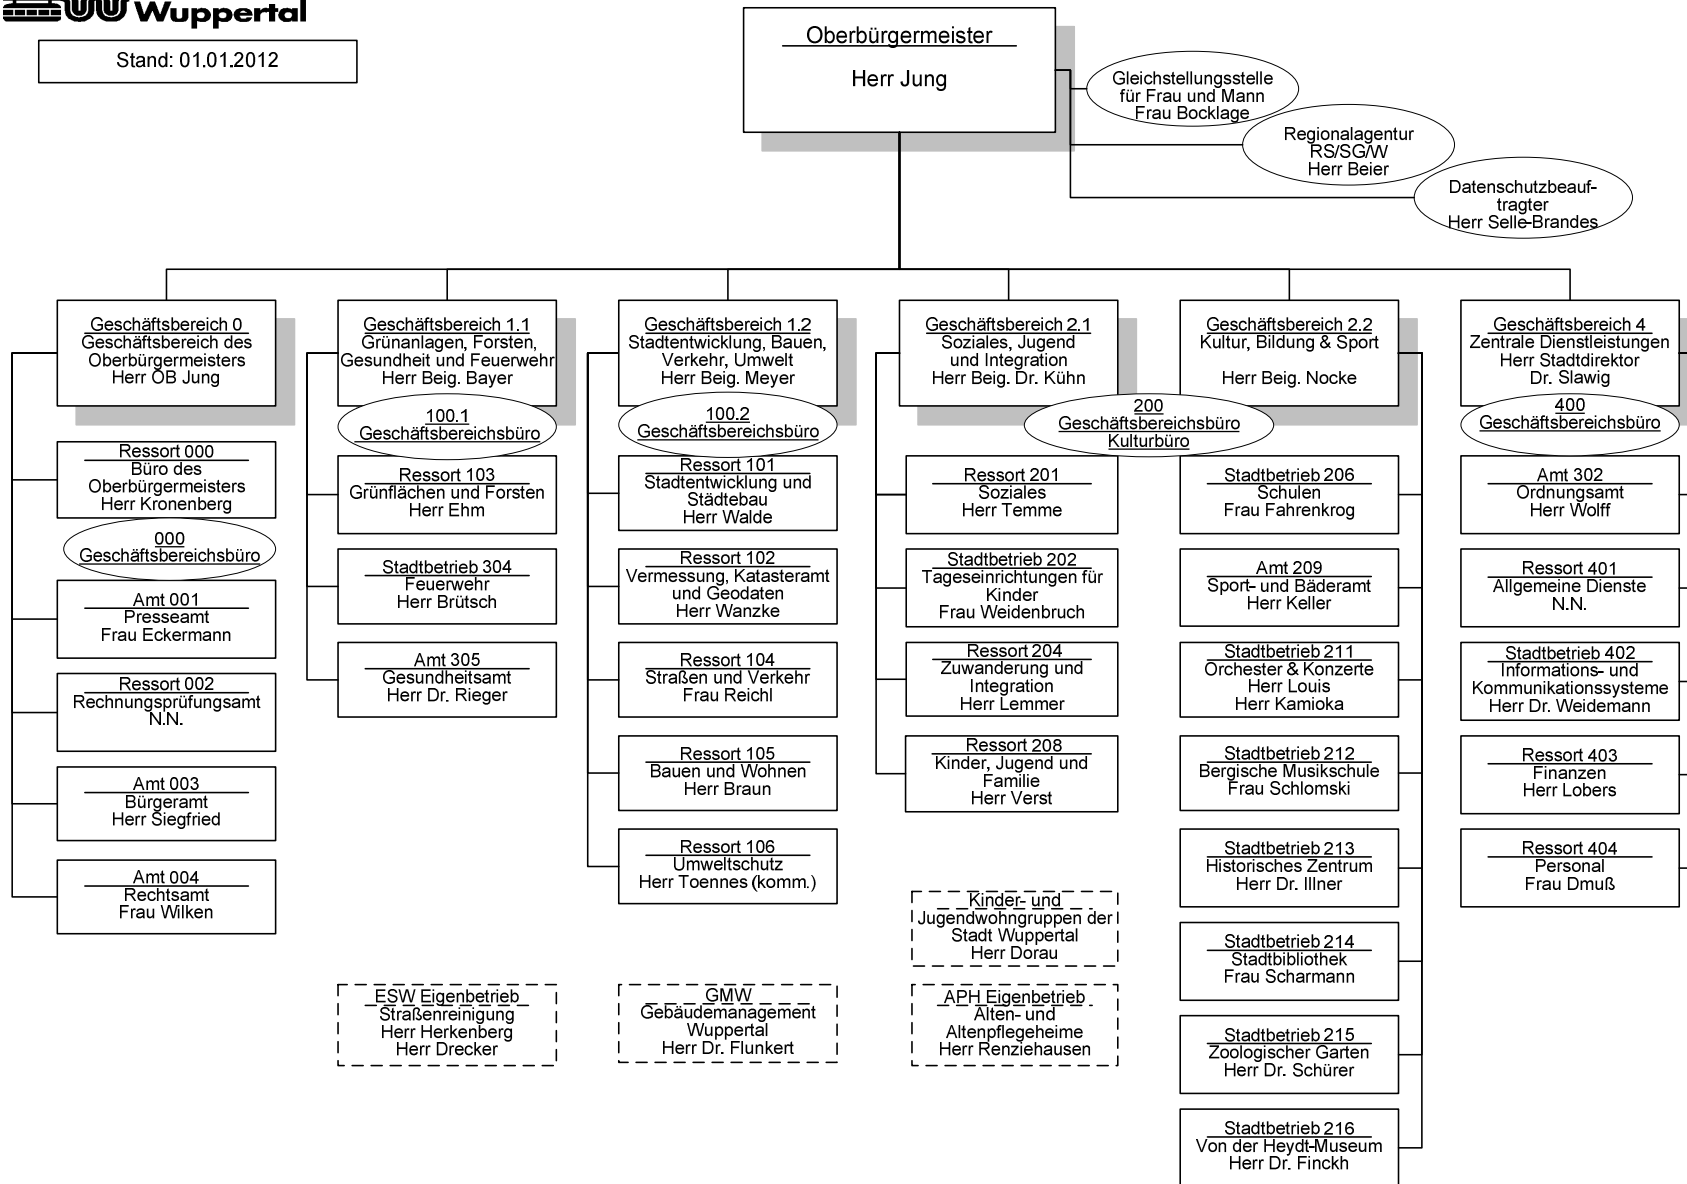 Wuppertal
Stand: 01.01.2012
Oberbürgermeister
Herr Jung
Gleichstellungsstelle
für Frau und Mann
Frau Bocklage
Regionalagentur
RS/SG/W
Herr Beier
Datenschutzbeauf-
tragter
Herr Selle-Brandes
Geschäftsbereich 0
Geschäftsbereich des
Oberbürgermeisters
Herr OB Jung
Ressort 000
Büro des
Oberbürgermeisters
Herr Kronenberg
000
Geschäftsbereichsbüro
Amt 001
Presseamt
Frau Eckermann
Ressort 002
Rechnungsprüfungsamt
N.N.
Amt 003
Bürgeramt
Herr Siegfried
Amt 004
Rechtsamt
Frau Wilken
Geschäftsbereich 1.1
Grünanlagen, Forsten,
Gesundheit und Feuerwehr
Herr Beig. Bayer
100.1
Geschäftsbereichsbüro
Ressort 103
Grünflächen und Forsten
Herr Ehm
Stadtbetrieb 304
Feuerwehr
Herr Brütsch
Amt 305
Gesundheitsamt
Herr Dr. Rieger
ESW Eigenbetrieb
Straßenreinigung
Herr Herkenberg
Herr Drecker
Geschäftsbereich 1.2
Stadtentwicklung, Bauen,
Verkehr, Umwelt
Herr Beig. Meyer
100.2
Geschäftsbereichsbüro
Ressort 101
Stadtentwicklung und
Städtebau
Herr Walde
Ressort 102
Vermessung, Katasteramt
und Geodaten
Herr Wanzke
Ressort 104
Straßen und Verkehr
Frau Reichl
Ressort 105
Bauen und Wohnen
Herr Braun
Ressort 106
Umweltschutz
Herr Toennes (komm.)
GMW
Gebäudemanagement
Wuppertal
Herr Dr. Flunkert
Geschäftsbereich 2.1
Soziales, Jugend
und Integration
Herr Beig. Dr. Kühn
200
Geschäftsbereichsbüro
Kulturbüro
Ressort 201
Soziales
Herr Temme
Stadtbetrieb 202
Tageseinrichtungen für
Kinder
Frau Weidenbruch
Ressort 204
Zuwanderung und
Integration
Herr Lemmer
Ressort 208
Kinder, Jugend und
Familie
Herr Verst
Kinder- und
Jugendwohngruppen der
Stadt Wuppertal
Herr Dorau
APH Eigenbetrieb
Alten- und
Altenpflegeheime
Herr Renziehausen
Geschäftsbereich 2.2
Kultur, Bildung & Sport
Herr Beig. Nocke
Stadtbetrieb 206
Schulen
Frau Fahrenkrog
Amt 209
Sport- und Bäderamt
Herr Keller
Stadtbetrieb 211
Orchester & Konzerte
Herr Louis
Herr Kamioka
Stadtbetrieb 212
Bergische Musikschule
Frau Schlomski
Stadtbetrieb 213
Historisches Zentrum
Herr Dr. Illner
Stadtbetrieb 214
Stadtbibliothek
Frau Scharmann
Stadtbetrieb 215
Zoologischer Garten
Herr Dr. Schürer
Stadtbetrieb 216
Von der Heydt-Museum
Herr Dr. Finckh
Geschäftsbereich 4
Zentrale Dienstleistungen
Herr Stadtdirektor
Dr. Slawig
400
Geschäftsbereichsbüro
Amt 302
Ordnungsamt
Herr Wolff
Ressort 401
Allgemeine Dienste
N.N.
Stadtbetrieb 402
Informations- und
Kommunikationssysteme
Herr Dr. Weidemann
Ressort 403
Finanzen
Herr Lobers
Ressort 404
Personal
Frau Dmuß